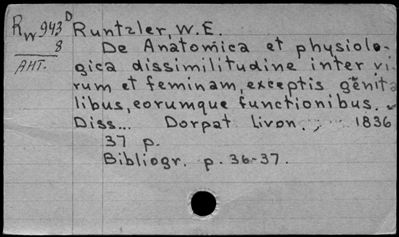 Rw 943 D Runtzler, W. E.
8 De Anatomica et physiolo-
AHT. gica dissimilitudine inter vi-
rum et feminam, exceptis genita
libus, eorumque functionibus.
Diss... Dorpat Livon. 1836
37 p.
Bibliogr. p. 36-37.